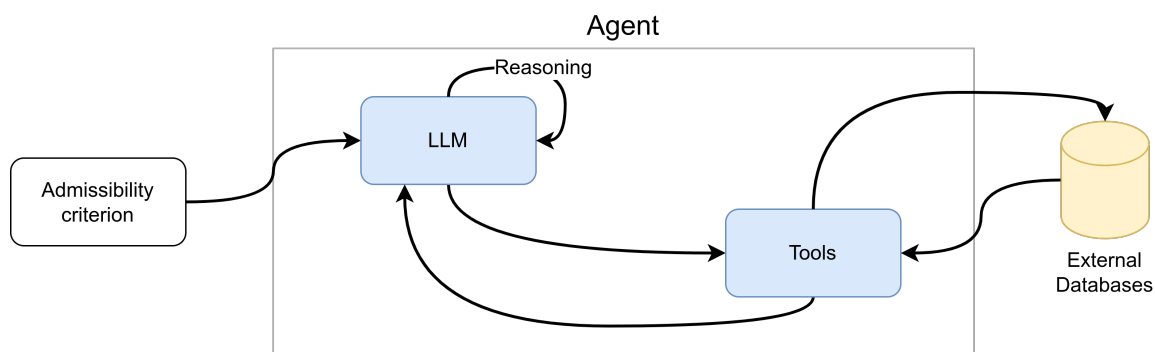 Agent
Reasoning
LLM
Admissibility
criterion
Tools
External
Databases